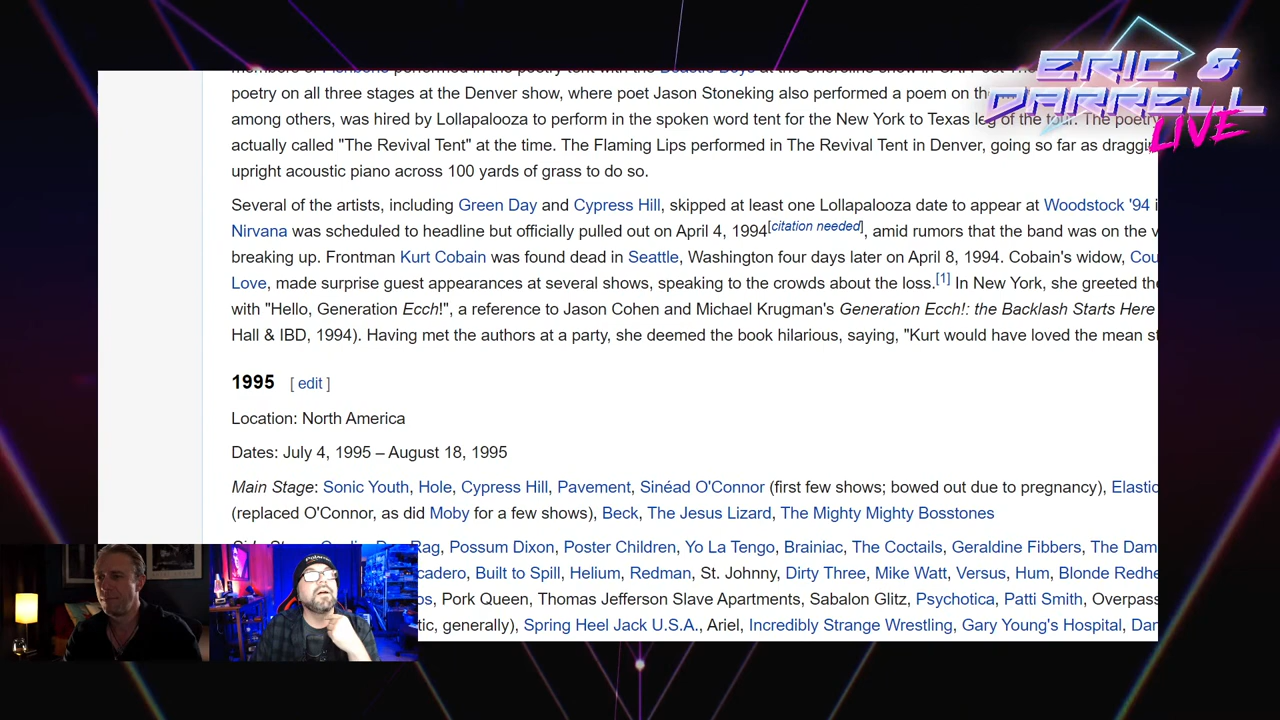 ERIC &
DARRELL
LIVE
poetry on all three stages at the Denver show, where poet Jason Stoneking also performed a poem on the
among others, was hired by Lollapalooza to perform in the spoken word tent for the New York to Texas leg of the tour. The poetry
actually called "The Revival Tent" at the time. The Flaming Lips performed in The Revival Tent in Denver, going so far as draggi
upright acoustic piano across 100 yards of grass to do so.
Several of the artists, including Green Day and Cypress Hill, skipped at least one Lollapalooza date to appear at Woodstock '94 i
Nirvana was scheduled to headline but officially pulled out on April 4, 1994[citation needed], amid rumors that the band was on the v
breaking up. Frontman Kurt Cobain was found dead in Seattle, Washington four days later on April 8, 1994. Cobain's widow, Cou
Love, made surprise guest appearances at several shows, speaking to the crowds about the loss.[1] In New York, she greeted the
with "Hello, Generation Ecch!", a reference to Jason Cohen and Michael Krugman's Generation Ecch!: the Backlash Starts Here
Hall & IBD, 1994). Having met the authors at a party, she deemed the book hilarious, saying, "Kurt would have loved the mean st
1995 [ edit ]
Location: North America
Dates: July 4, 1995 – August 18, 1995
Main Stage: Sonic Youth, Hole, Cypress Hill, Pavement, Sinéad O'Connor (first few shows; bowed out due to pregnancy), Elastic
(replaced O'Connor, as did Moby for a few shows), Beck, The Jesus Lizard, The Mighty Mighty Bosstones
Rag, Possum Dixon, Poster Children, Yo La Tengo, Brainiac, The Coctails, Geraldine Fibbers, The Dam
cadero, Built to Spill, Helium, Redman, St. Johnny, Dirty Three, Mike Watt, Versus, Hum, Blonde Redhe
os, Pork Queen, Thomas Jefferson Slave Apartments, Sabalon Glitz, Psychotica, Patti Smith, Overpass
tic, generally), Spring Heel Jack U.S.A., Ariel, Incredibly Strange Wrestling, Gary Young's Hospital, Dar